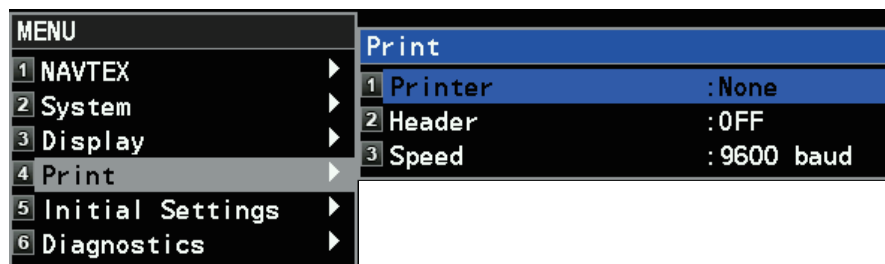 MENU
1 NAVTEX
2 System
3 Display
4 Print
5 Initial Settings
6 Diagnostics
Print
1 Printer :None
2 Header :OFF
3 Speed :9600 baud